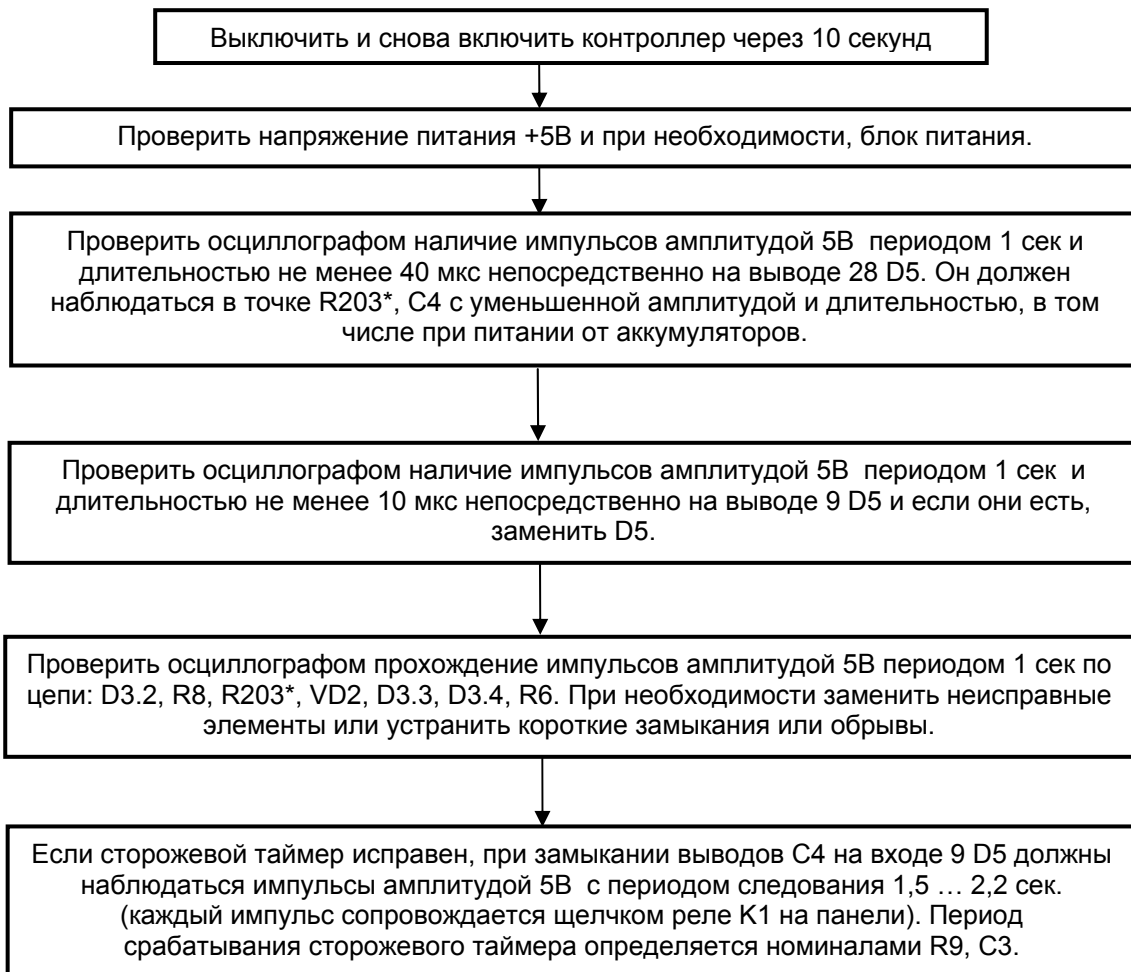 Выключить и снова включить контроллер через 10 секунд
Проверить напряжение питания +5В и при необходимости, блок питания.
Проверить осциллографом наличие импульсов амплитудой 5В периодом 1 сек и
длительностью не менее 40 мкс непосредственно на выводе 28 D5. Он должен
наблюдаться в точке R203*, C4 с уменьшенной амплитудой и длительностью, в том
числе при питании от аккумуляторов.
Проверить осциллографом наличие импульсов амплитудой 5В периодом 1 сек и
длительностью не менее 10 мкс непосредственно на выводе 9 D5 и если они есть,
заменить D5.
Проверить осциллографом прохождение импульсов амплитудой 5В периодом 1 сек по
цепи: D3.2, R8, R203*, VD2, D3.3, D3.4, R6. При необходимости заменить неисправные
элементы или устранить короткие замыкания или обрывы.
Если сторожевой таймер исправен, при замыкании выводов C4 на входе 9 D5 должны
наблюдаться импульсы амплитудой 5В с периодом следования 1,5 … 2,2 сек.
(каждый импульс сопровождается щелчком реле K1 на панели). Период
срабатывания сторожевого таймера определяется номиналами R9, C3.